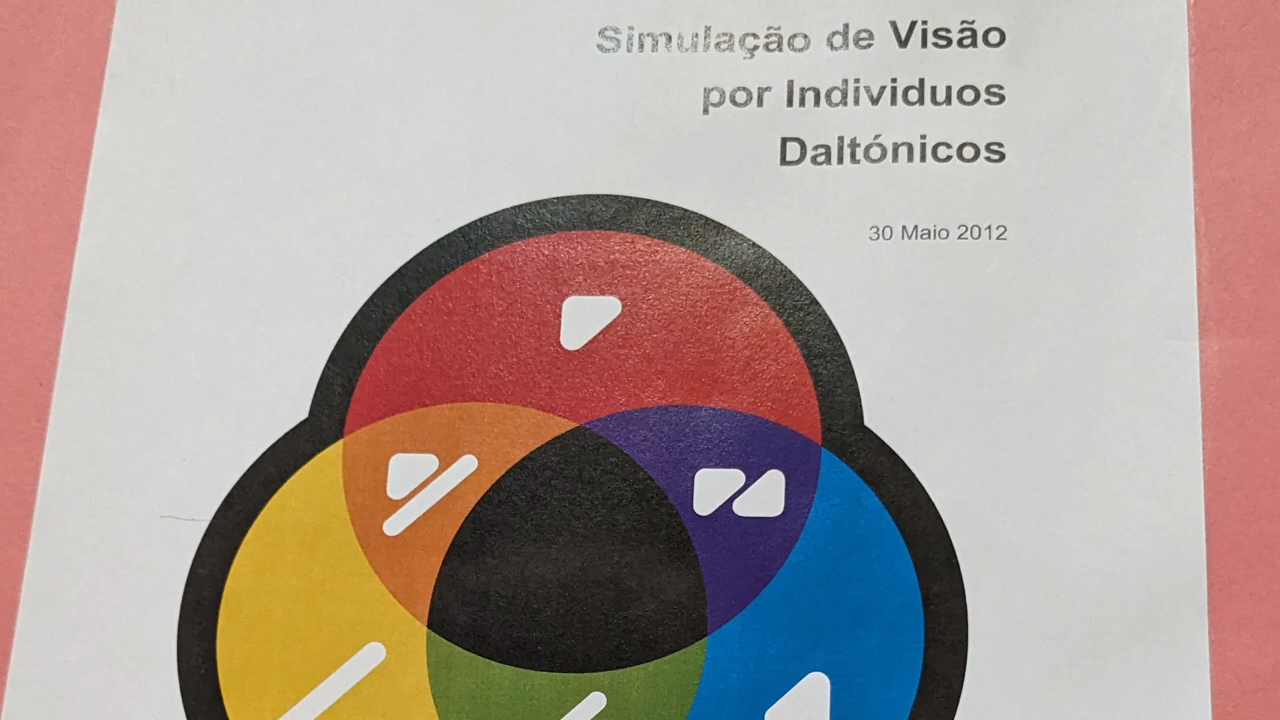 Simulação de Visão
por Individuos
Daltónicos
30 Maio 2012